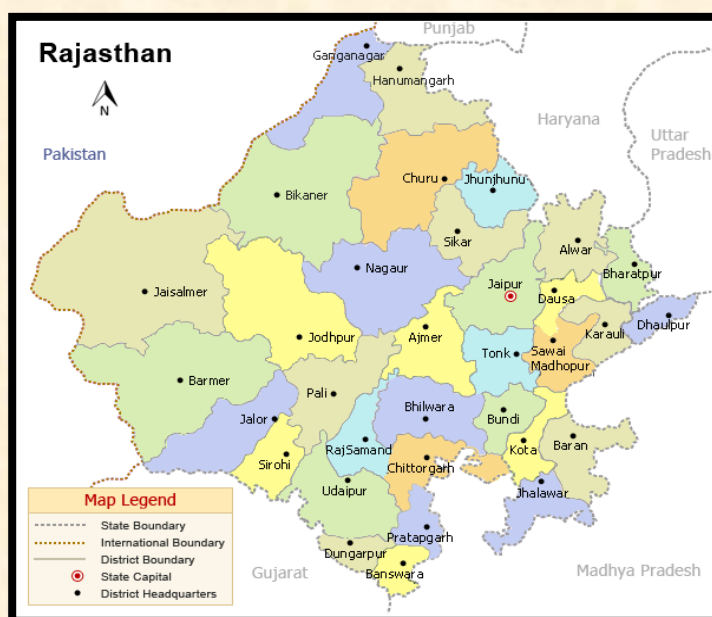 Rajasthan
N
Punjab
Ganganagar
Hanumangarh
Haryana
Uttar
Pradesh
Pakistan
Churu
Jhunjhunu
Bikaner
Sikar
Alwar
Nagaur
Jaipur
Bharatpur
Jaisalmer
Dausa
Dhaulpur
Jodhpur
Ajmer
Karauli
Tonk
Sawai
Madhopur
Barmer
Pali
Bhilwara
Bundi
Jalor
RajSamand
Kota
Baran
Sirohi
Chittorgarh
Udaipur
Jhalawar
Pratapgarh
Dungarpur
Banswara
Gujarat
Madhya Pradesh
Map Legend
State Boundary
International Boundary
District Boundary
State Capital
District Headquarters